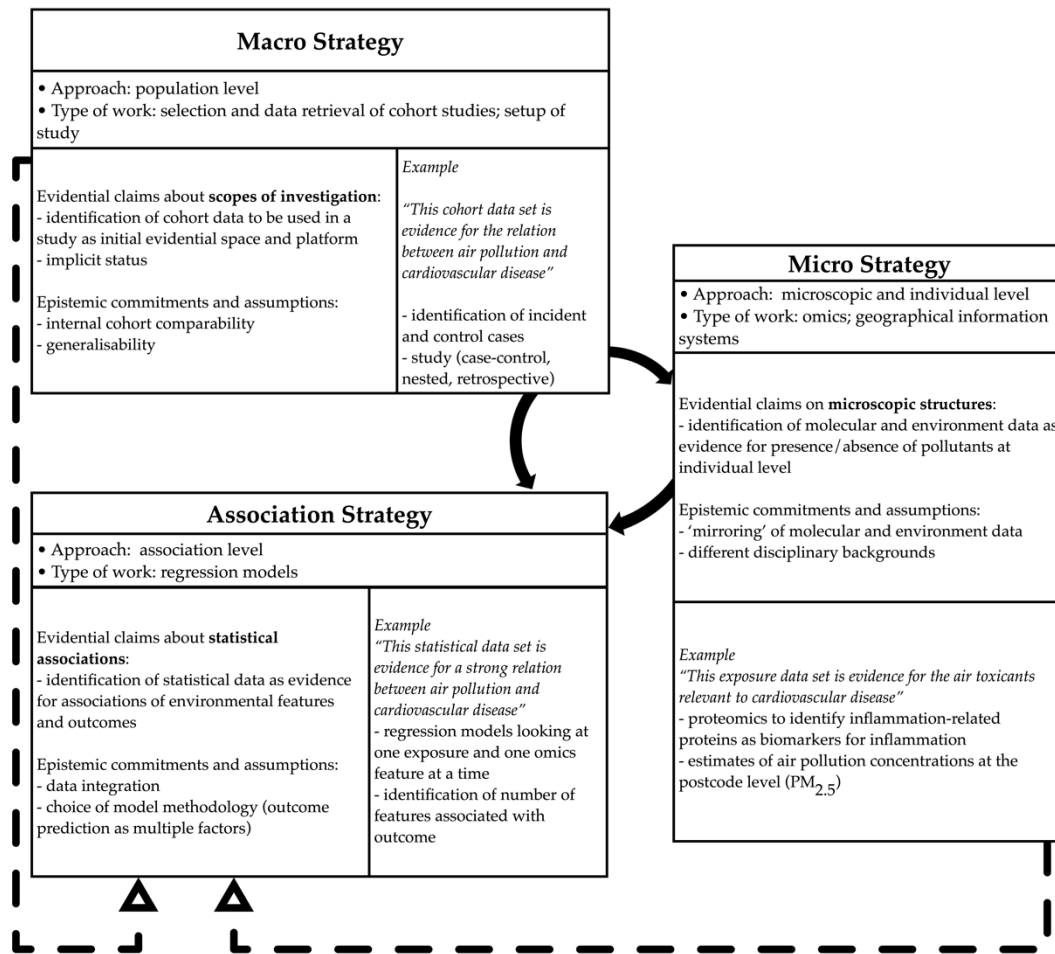 Macro Strategy
• Approach: population level
• Type of work: selection and data retrieval of cohort studies; setup of
study
Evidential claims about scopes of investigation:
- identification of cohort data to be used in a
study as initial evidential space and platform
- implicit status
Epistemic commitments and assumptions:
- internal cohort comparability
- generalisability
Example
“This cohort data set is
evidence for the relation
between air pollution and
cardiovascular disease”
- identification of incident
and control cases
- study (case-control,
nested, retrospective)
Micro Strategy
• Approach: microscopic and individual level
• Type of work: omics; geographical information
systems
Evidential claims on microscopic structures:
- identification of molecular and environment data as
evidence for presence/absence of pollutants at
individual level
Epistemic commitments and assumptions:
- ‘mirroring’ of molecular and environment data
- different disciplinary backgrounds
Example
“This exposure data set is evidence for the air toxicants
relevant to cardiovascular disease”
- proteomics to identify inflammation-related
proteins as biomarkers for inflammation
- estimates of air pollution concentrations at the
postcode level (PM2.5)
Association Strategy
• Approach: association level
• Type of work: regression models
Evidential claims about statistical
associations:
- identification of statistical data as evidence
for associations of environmental features
and outcomes
Epistemic commitments and assumptions:
- data integration
- choice of model methodology (outcome
prediction as multiple factors)
Example
“This statistical data set is
evidence for a strong relation
between air pollution and
cardiovascular disease”
- regression models looking at
one exposure and one omics
feature at a time
- identification of number of
features associated with
outcome